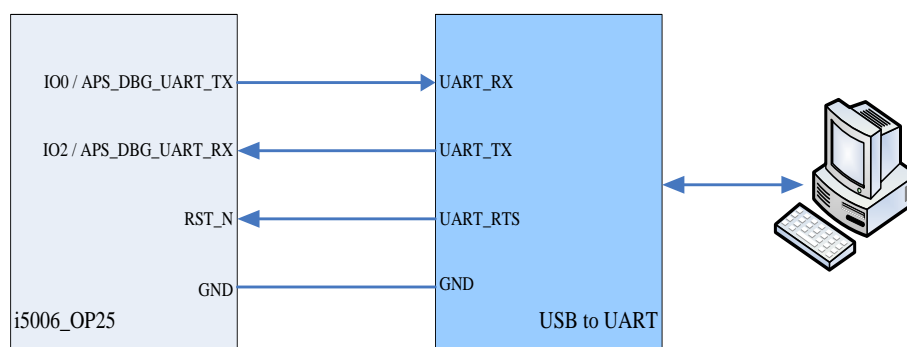 IO0 / APS_DBG_UART_TX
UART_RX
IO2 / APS_DBG_UART_RX
UART_TX
RST_N
UART_RTS
GND
GND
i5006_OP25
USB to UART